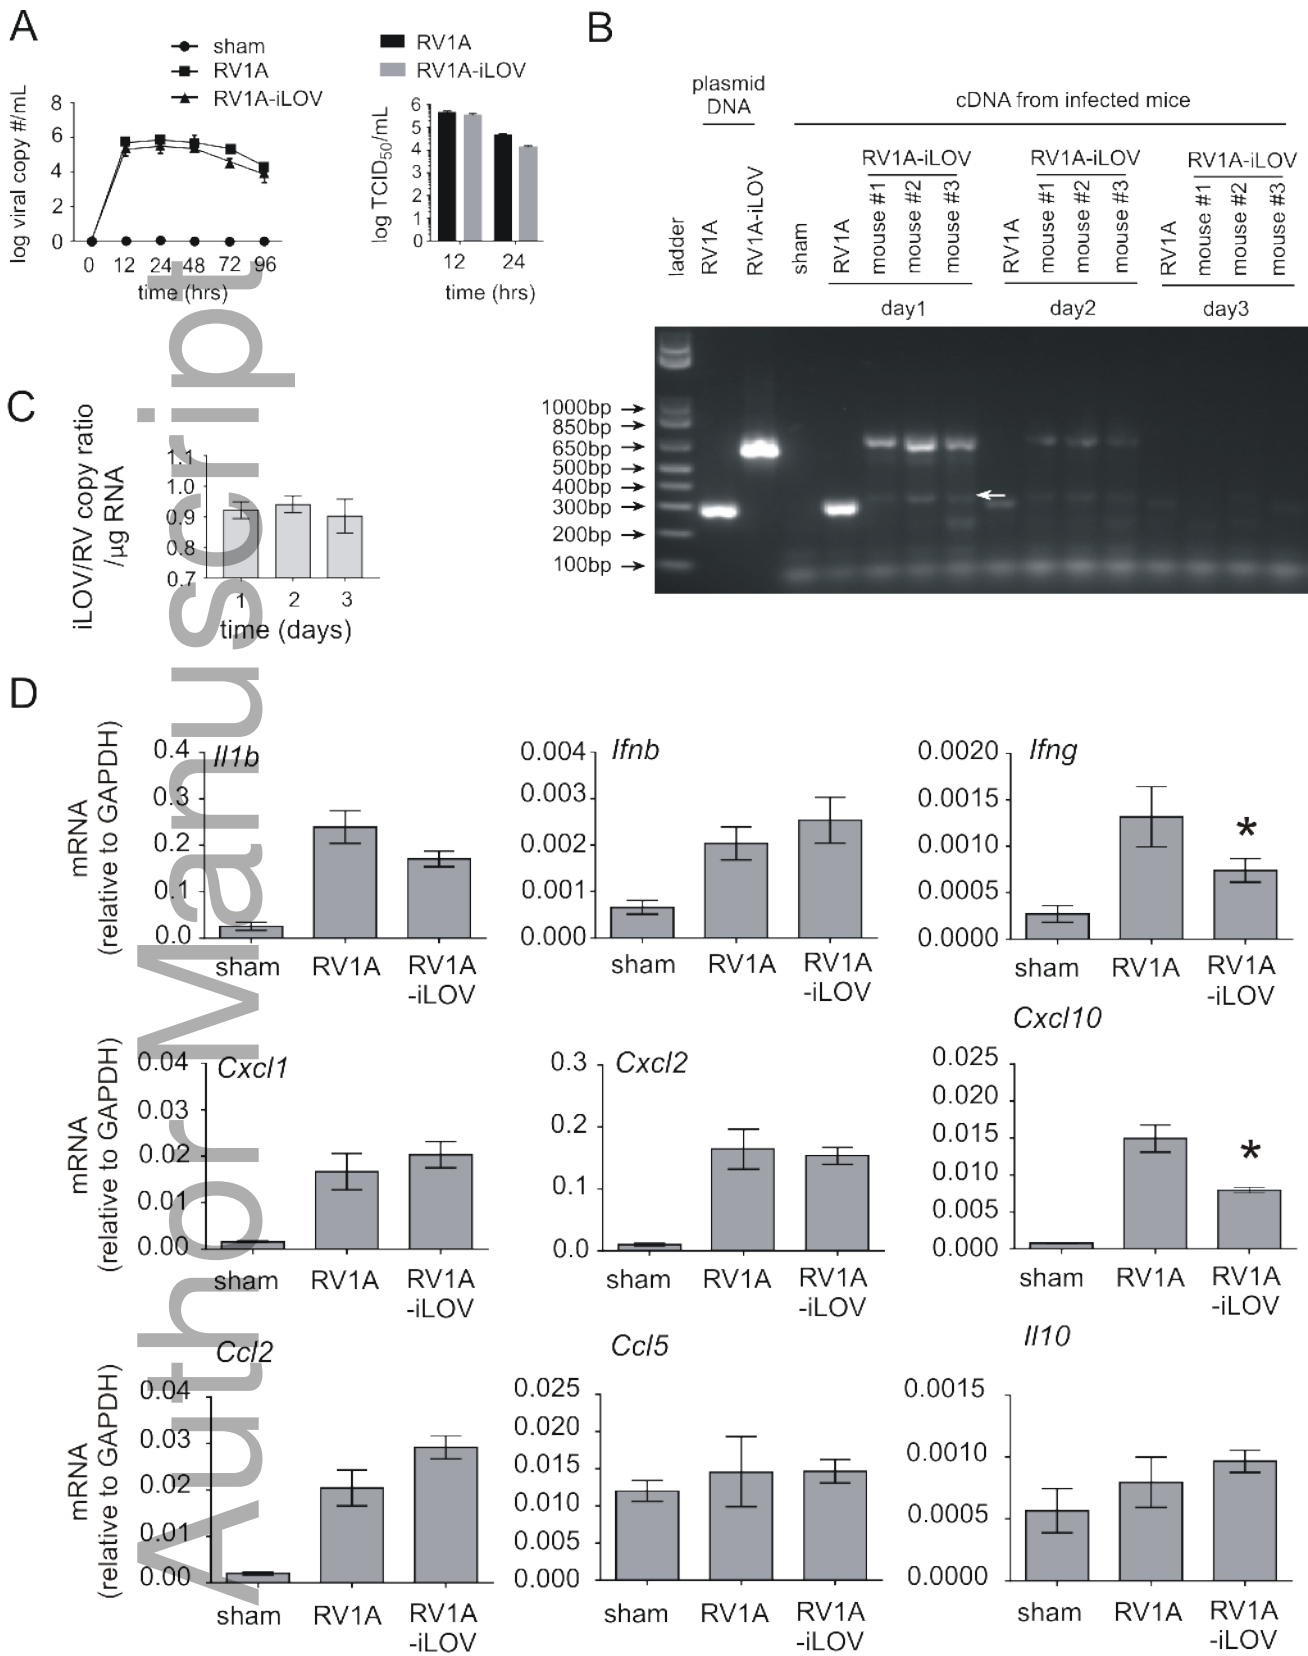 A
sham
RV1A
RV1A-iLOV
log viral copy #/mL
8
6
4
2
0
0 12 24 48 72 96
time (hrs)
RV1A
RV1A-iLOV
log TCID50/mL
6
5
4
3
2
1
0
12 24
time (hrs)
B
plasmid
DNA
cDNA from infected mice
RV1A-iLOV RV1A-iLOV RV1A-iLOV
ladder
RV1A
RV1A-iLOV
sham
RV1A
mouse #1
mouse #2
mouse #3
RV1A
mouse #1
mouse #2
mouse #3
RV1A
mouse #1
mouse #2
mouse #3
day1 day2 day3
1000bp
850bp
650bp
500bp
400bp
300bp
200bp
100bp
C
iLOV/RV copy ratio
/µg RNA
1.1
1.0
0.9
0.8
0.7
1 2 3
time (days)
D
mRNA
(relative to GAPDH)
Il1b
0.4
0.3
0.2
0.1
0.0
sham RV1A RV1A
-iLOV
Ifnb
0.004
0.003
0.002
0.001
0.000
sham RV1A RV1A
-iLOV
Ifng
0.0020
0.0015
0.0010
0.0005
0.0000
*
sham RV1A RV1A
-iLOV
mRNA
(relative to GAPDH)
Cxcl1
0.04
0.03
0.02
0.01
0.00
sham RV1A RV1A
-iLOV
Cxcl2
0.3
0.2
0.1
0.0
sham RV1A RV1A
-iLOV
Cxcl10
0.025
0.020
0.015
0.010
0.005
0.000
*
sham RV1A RV1A
-iLOV
mRNA
(relative to GAPDH)
Ccl2
0.04
0.03
0.02
0.01
0.00
sham RV1A RV1A
-iLOV
Ccl5
0.025
0.020
0.015
0.010
0.005
0.000
sham RV1A RV1A
-iLOV
Il10
0.0015
0.0010
0.0005
0.0000
sham RV1A RV1A
-iLOV
Author Manuscript